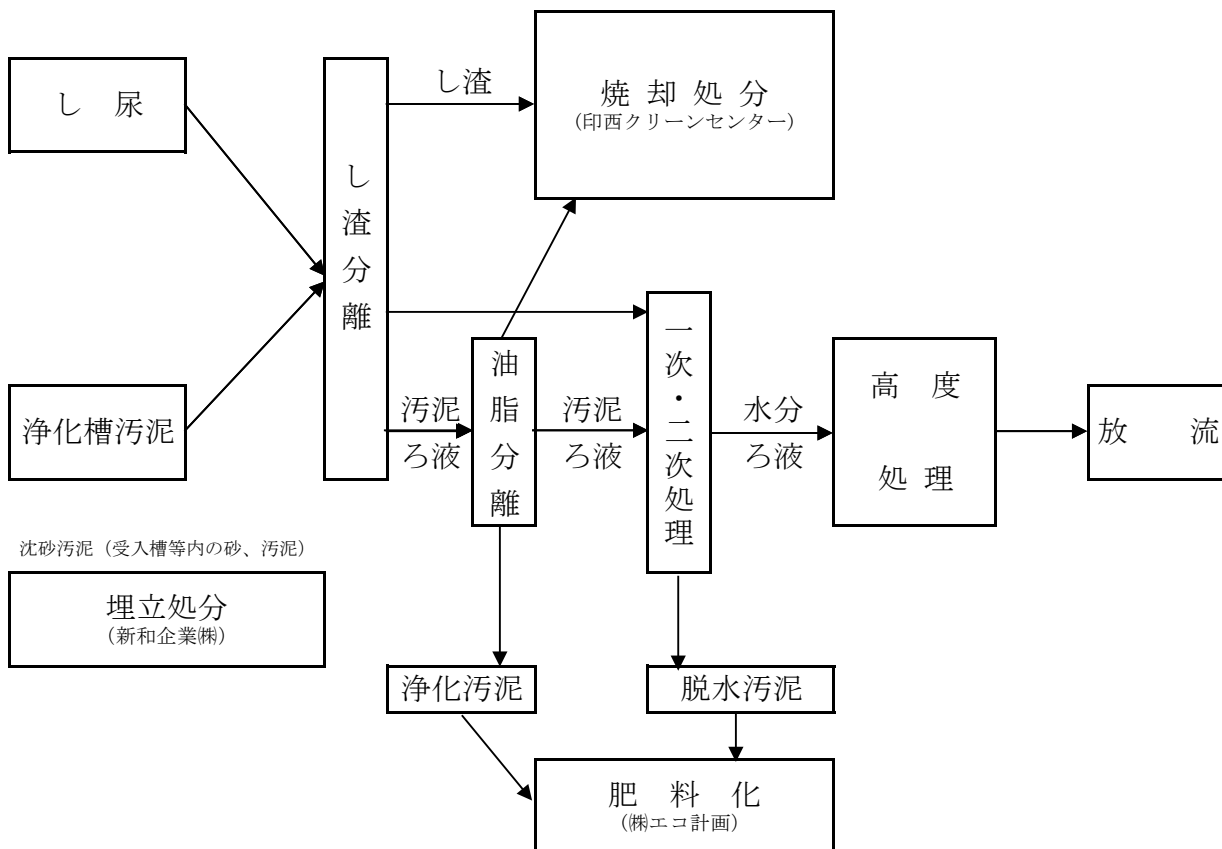 し尿
し渣
焼却処分
(印西クリーンセンター)
し渣分離
浄化槽汚泥
油脂分離
汚泥
ろ液
汚泥
ろ液
一次・二次処理
水分
ろ液
高度
処理
放流
沈砂汚泥（受入槽等内の砂、汚泥）
埋立処分
(新和企業㈱)
浄化汚泥
脱水汚泥
肥料化
(㈱エコ計画)